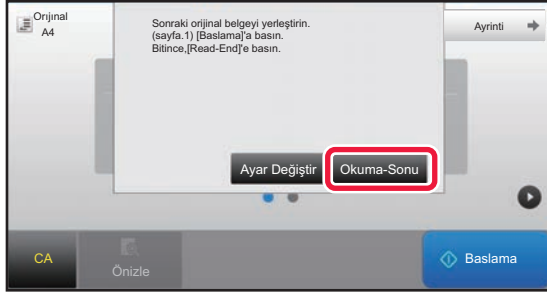 Orijinal
A4
Sonraki orijinal belgeyi yerleştirin.
(sayfa.1) [Baslama]'a basın.
Bitince,[Read-End]'e basın.
Ayrinti
Ayar Değiştir
Okuma-Sonu
CA
Önizle
Baslama